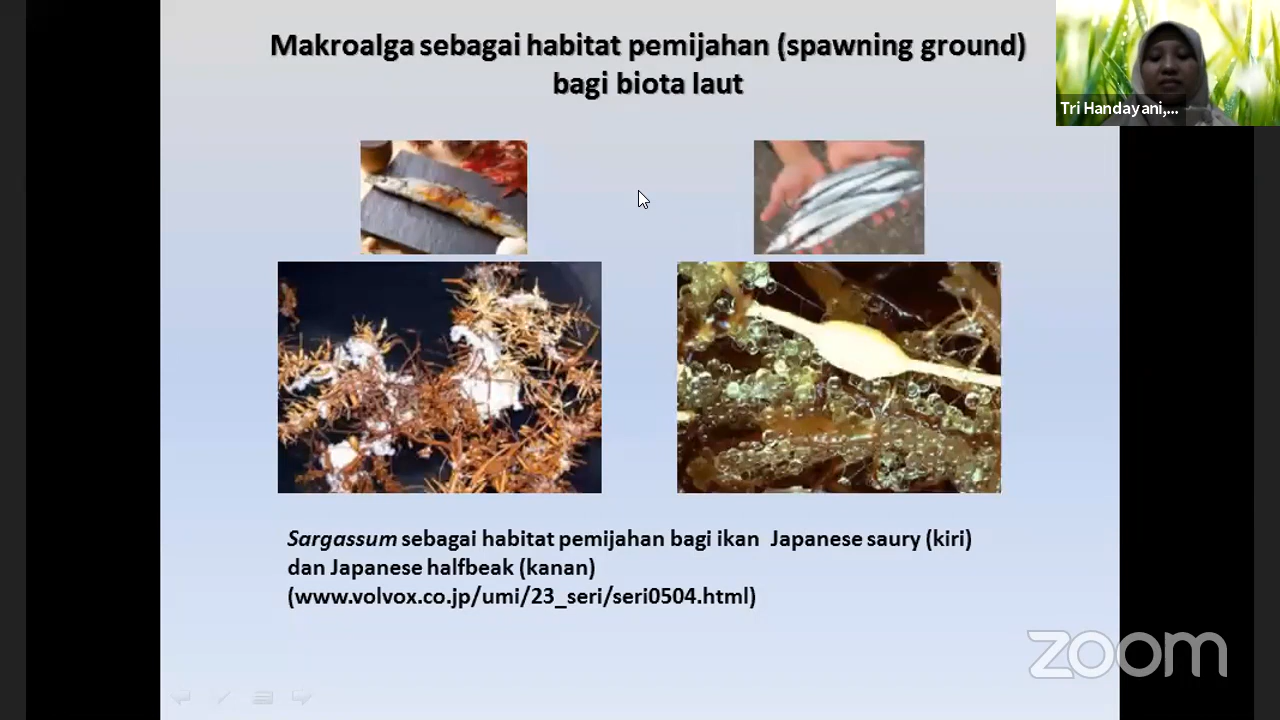 Makroalga sebagai habitat pemijahan (spawning ground)
bagi biota laut
Tri Handayani,...
Sargassum sebagai habitat pemijahan bagi ikan Japanese saury (kiri)
dan Japanese halfbeak (kanan)
(www.volvox.co.jp/umi/23_seri/seri0504.html)
zoom